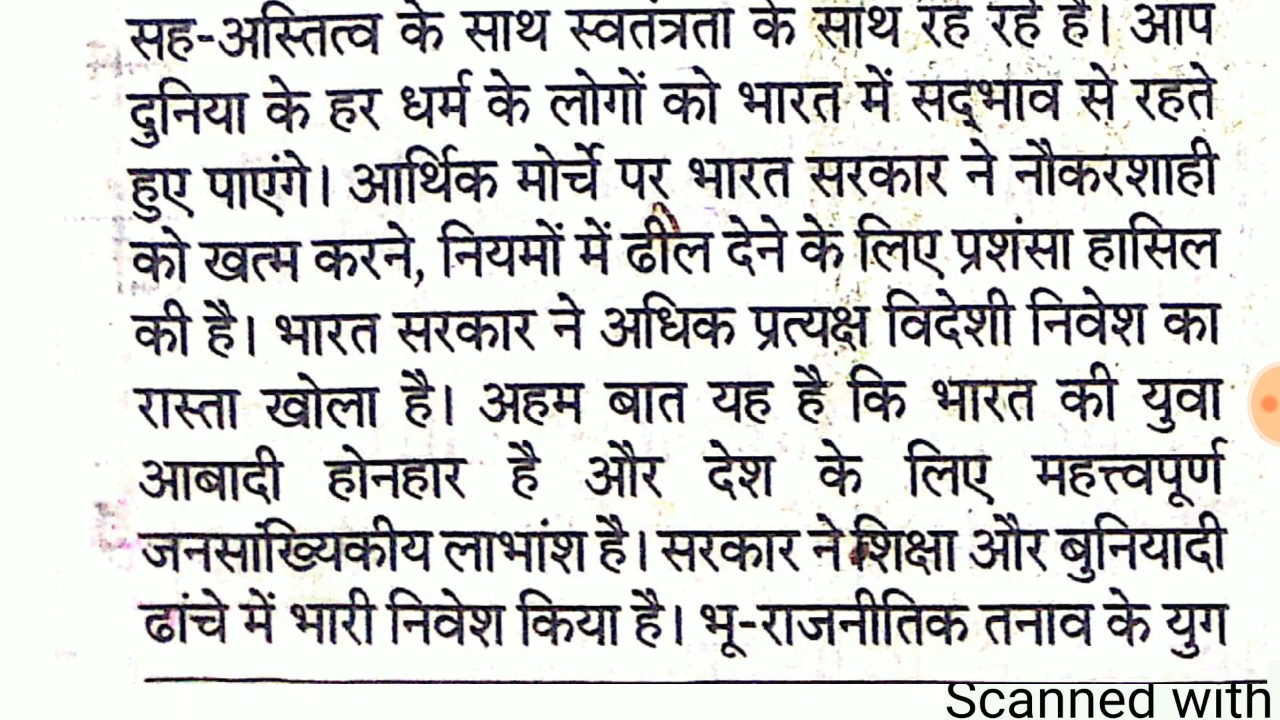 सह-अस्तित्व के साथ स्वतंत्रता के साथ रह रहे हैं। आप
दुनिया के हर धर्म के लोगों को भारत में सद्भाव से रहते
हुए पाएंगे। आर्थिक मोर्चे पर भारत सरकार ने नौकरशाही
को खत्म करने, नियमों में ढील देने के लिए प्रशंसा हासिल
की है। भारत सरकार ने अधिक प्रत्यक्ष विदेशी निवेश का
रास्ता खोला है। अहम बात यह है कि भारत की युवा
आबादी होनहार है और देश के लिए महत्त्वपूर्ण
जनसांख्यिकीय लाभांश है। सरकार ने शिक्षा और बुनियादी
ढांचे में भारी निवेश किया है। भू-राजनीतिक तनाव के युग
Scanned with